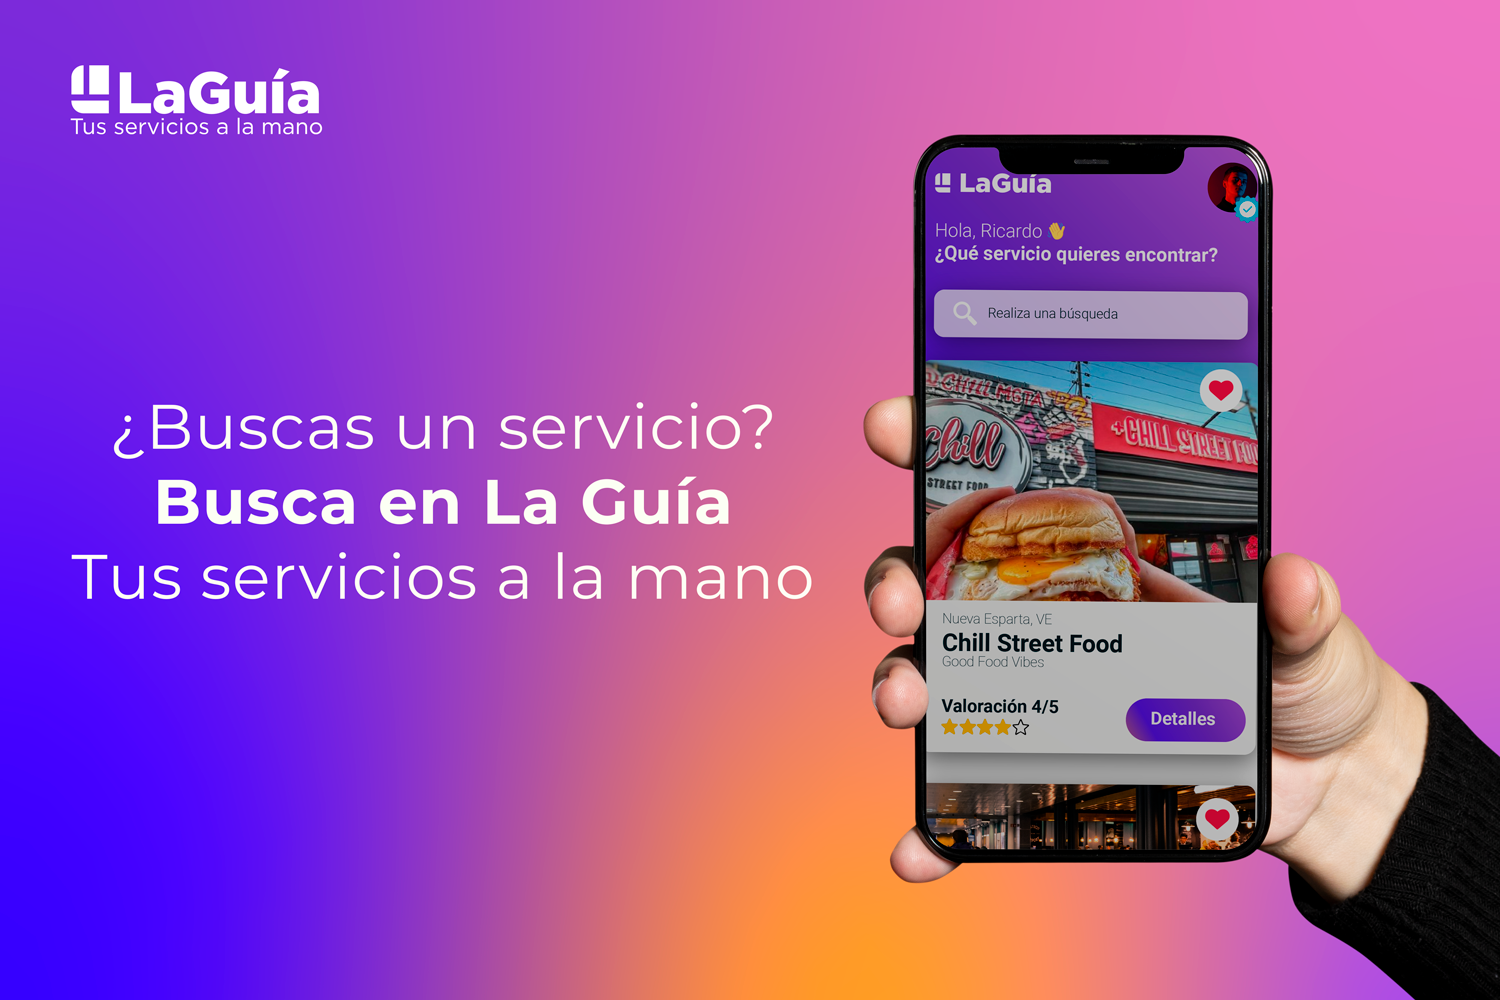 LaGuía
Tus servicios a la mano
¿Buscas un servicio?
Busca en La Guía
Tus servicios a la mano
LaGuía
Hola, Ricardo 👋
¿Qué servicio quieres encontrar?
Realiza una búsqueda
CHILL MGTA
Chill
STREET FOOD
+CHILL STREET
Nueva Esparta, VE
Chill Street Food
Good Food Vibes
Valoración 4/5
Detalles